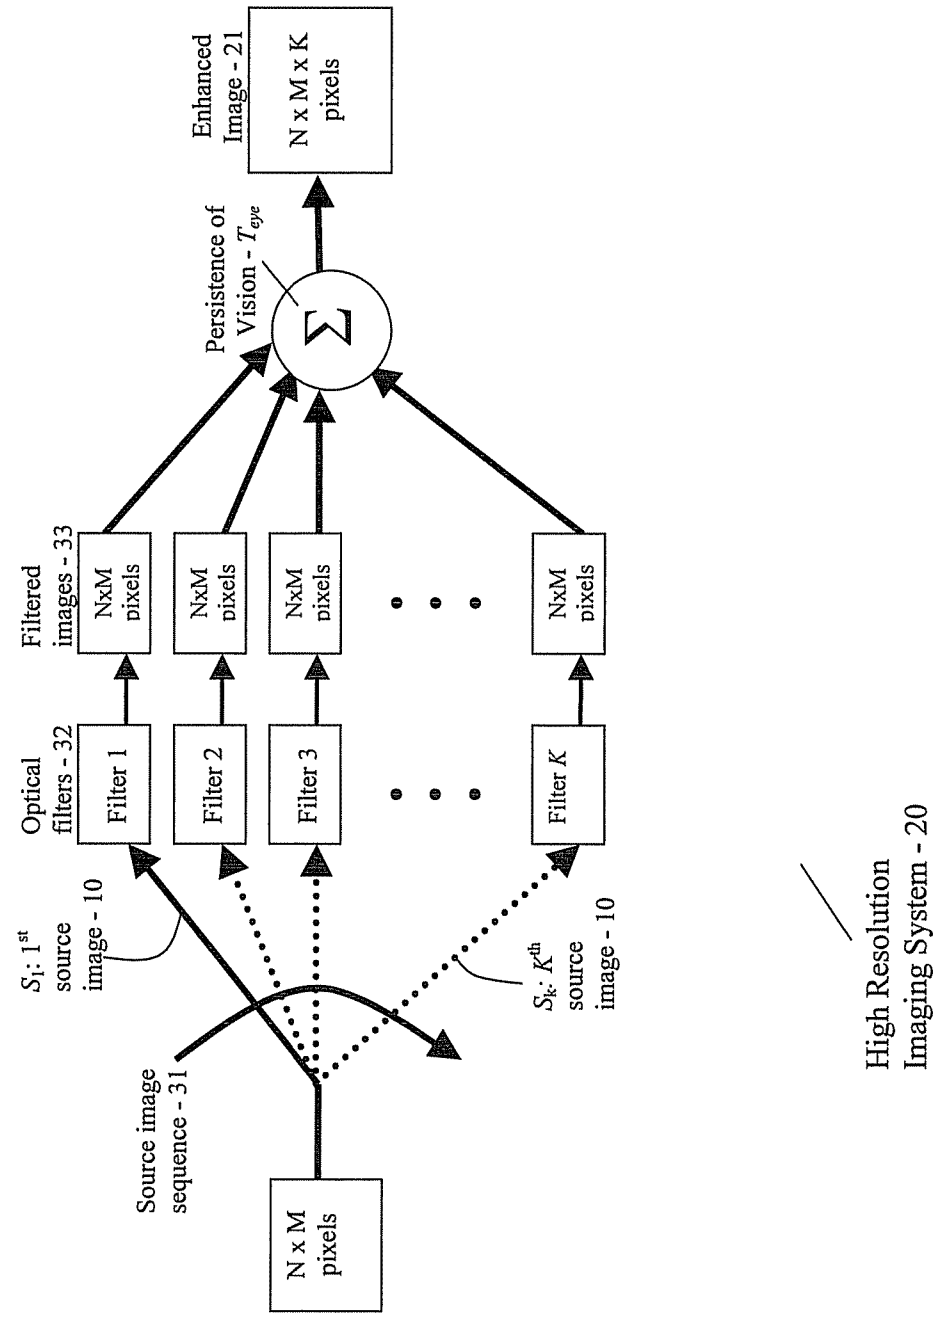 Source image
sequence - 31
N x M
pixels
S₁: 1ˢᵗ
source
image - 10
Sₖ: Kᵗʰ
source
image - 10
Optical
filters - 32
Filter 1
Filter 2
Filter 3
Filter K
Filtered
images - 33
NxM
pixels
NxM
pixels
NxM
pixels
NxM
pixels
Persistence of
Vision - Teye
Σ
Enhanced
Image - 21
N x M x K
pixels
High Resolution
Imaging System - 20